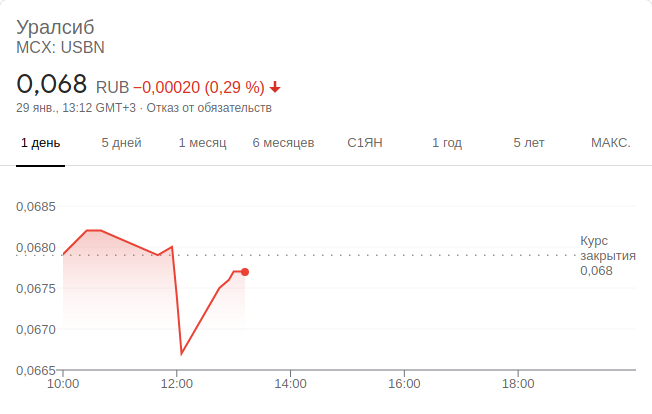 Уралсиб
MCX: USBN
0,068 RUB −0,00020 (0,29 %) ↓
29 янв., 13:12 GMT+3 · Отказ от обязательств
1 день 5 дней 1 месяц 6 месяцев С1ЯН 1 год 5 лет МАКС.
0,0685
0,0680
0,0675
0,0670
0,0665
Курс
закрытия
0,068
10:00 12:00 14:00 16:00 18:00